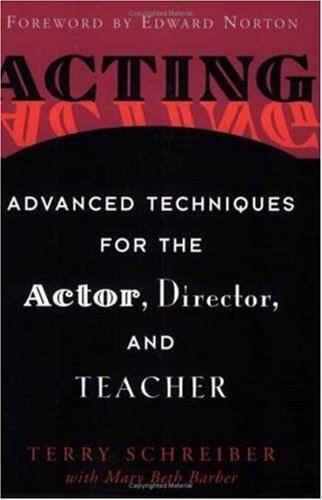 FOREWORD BY EDWARD NORTON
ACTING
ACTING
ADVANCED TECHNIQUES
FOR THE
Actor, Director,
AND
TEACHER
TERRY SCHREIBER
with Mary Beth Barber